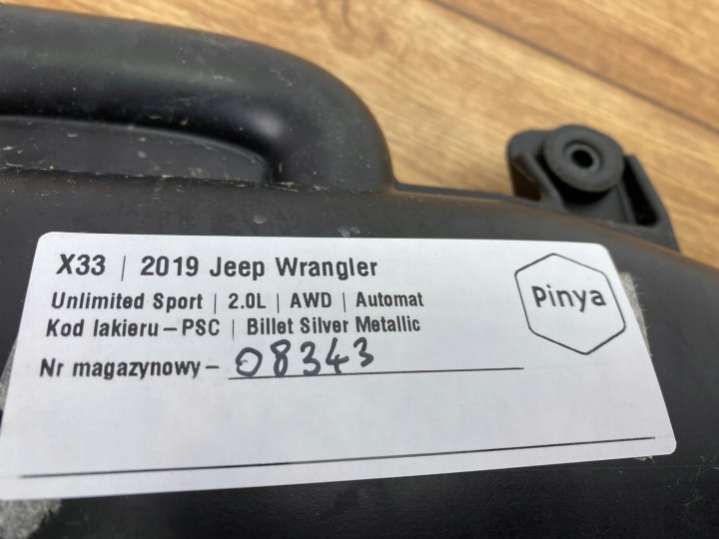 X33 | 2019 Jeep Wrangler
Unlimited Sport | 2.0L | AWD | Automat
Kod lakieru – PSC | Billet Silver Metallic
Nr magazynowy – 08343
Pinya